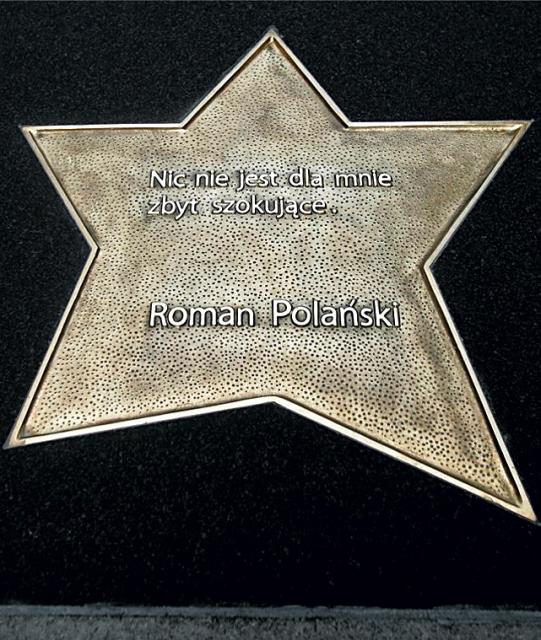 Nic nie jest dla mnie
zbyt szokujące.
Roman Polański